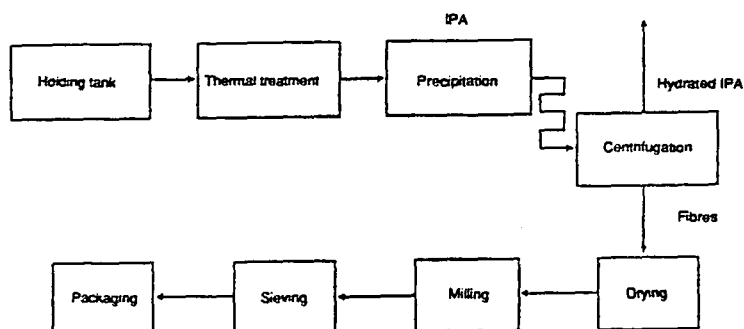 IPA
Holding tank
Thermal treatment
Precipitation
Hydrated IPA
Centrifugation
Fibres
Packaging
Sieving
Milling
Drying